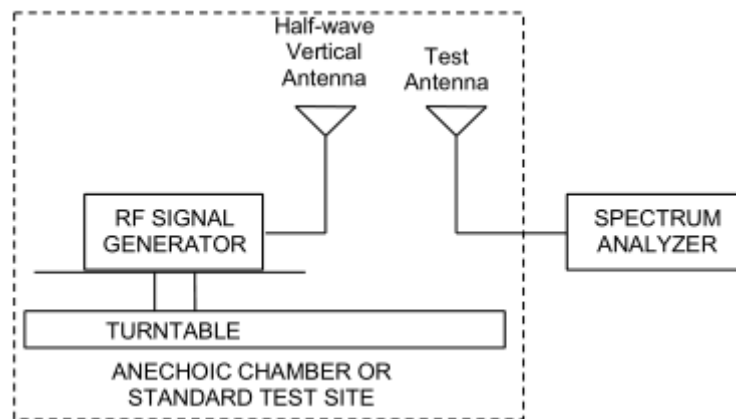 Half-wave
Vertical
Antenna
Test
Antenna
RF SIGNAL
GENERATOR
SPECTRUM
ANALYZER
TURNTABLE
ANECHOIC CHAMBER OR
STANDARD TEST SITE